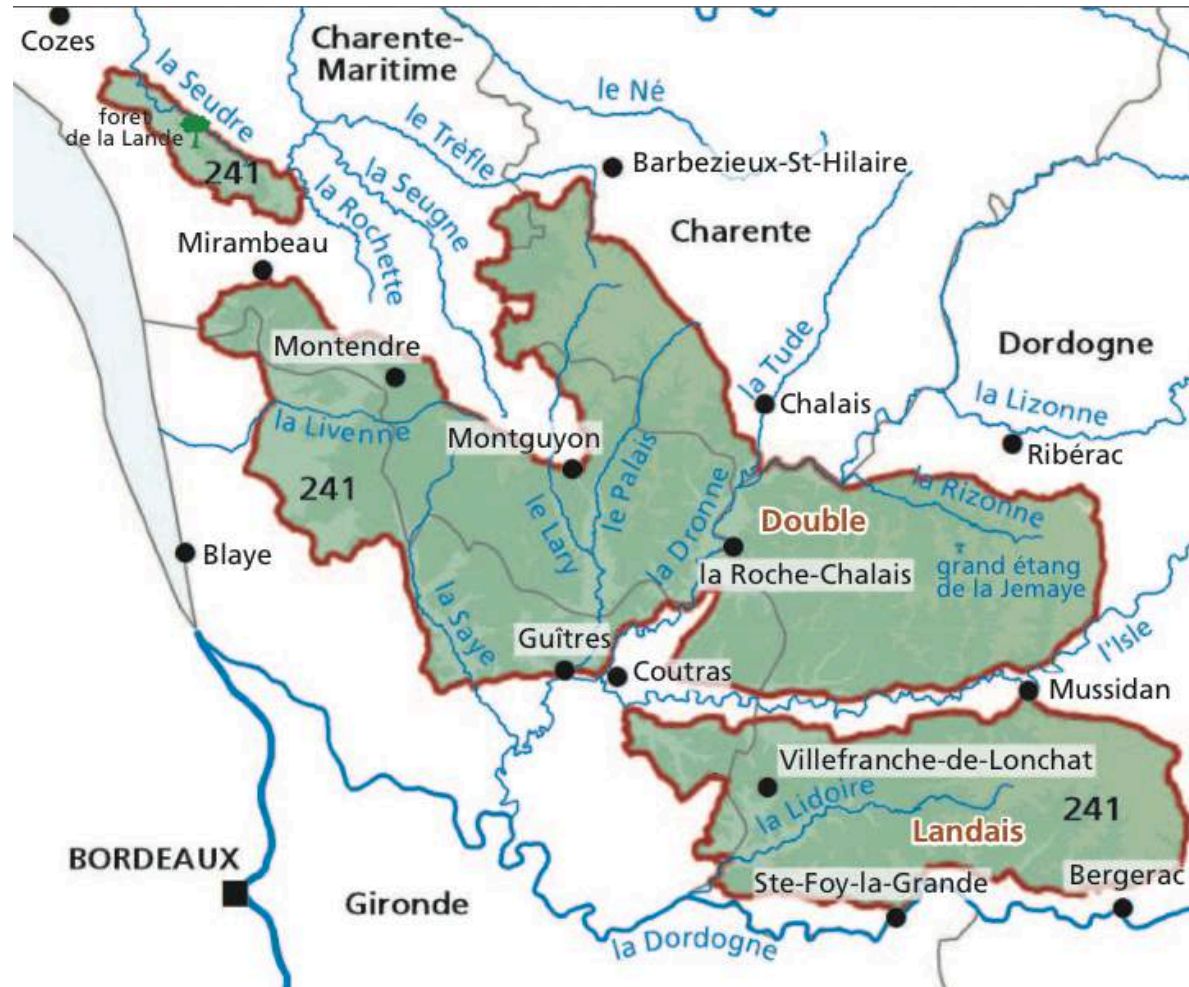 Cozes
Charente-
Maritime
la Seudre
le Né
forêt
de la Lande
le Trèfle
Barbezieux-St-Hilaire
241
la Seugne
la Rochette
Charente
Mirambeau
Montendre
la Tude
Dordogne
Chalais
la Lizonne
la Livenne
Montguyon
Ribérac
241
le Palais
la Rizonne
le Lary
la Dronne
Double
Blaye
la Roche-Chalais
grand étang
de la Jemaye
la Saye
Guîtres
l'Isle
Coutras
Mussidan
Villefranche-de-Lonchat
la Lidoire
241
Landais
BORDEAUX
Ste-Foy-la-Grande
Bergerac
Gironde
la Dordogne